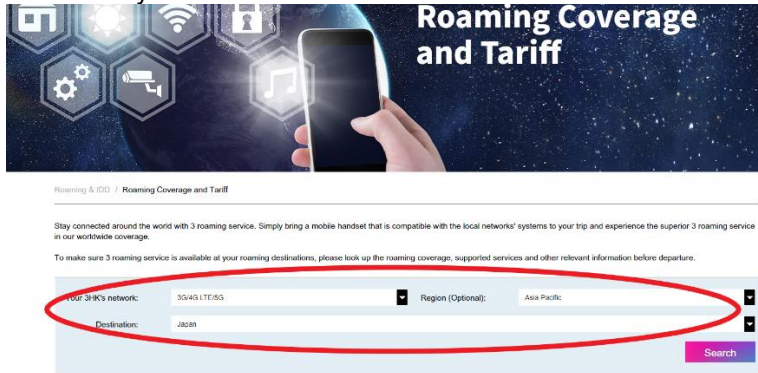 Roaming Coverage
and Tariff
Roaming & IDD / Roaming Coverage and Tariff
Stay connected around the world with 3 roaming service. Simply bring a mobile handset that is compatible with the local networks' systems to your trip and experience the superior 3 roaming service
in our worldwide coverage.
To make sure 3 roaming service is available at your roaming destinations, please look up the roaming coverage, supported services and other relevant information before departure.
Your 3HK's network: 3G/4G LTE/5G Region (Optional): Asia Pacific
Destination: Japan
Search